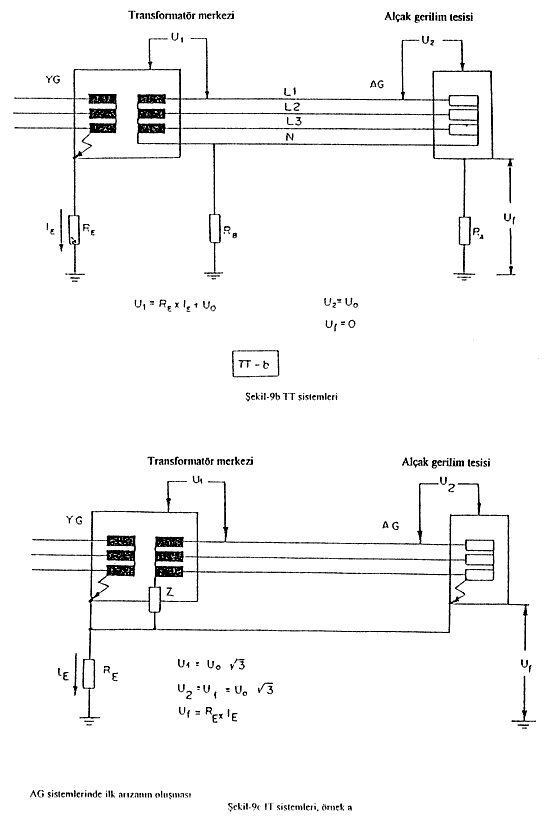 Transformatör merkezi
Alçak gerilim tesisi
U1
U2
YG
AG
L1
L2
L3
N
IE
RE
RB
RA
Uf
U1 = RE x IE + U0
U2 = U0
Uf = 0
TT - b
Şekil-9b TT sistemleri
Transformatör merkezi
Alçak gerilim tesisi
U1
U2
YG
AG
Z
IE
RE
Uf
U1 = U0 √3
U2 = U1 = U0 √3
Uf = RE x IE
AG sistemlerinde ilk arızanın oluşması
Şekil-9c IT sistemleri, örnek a